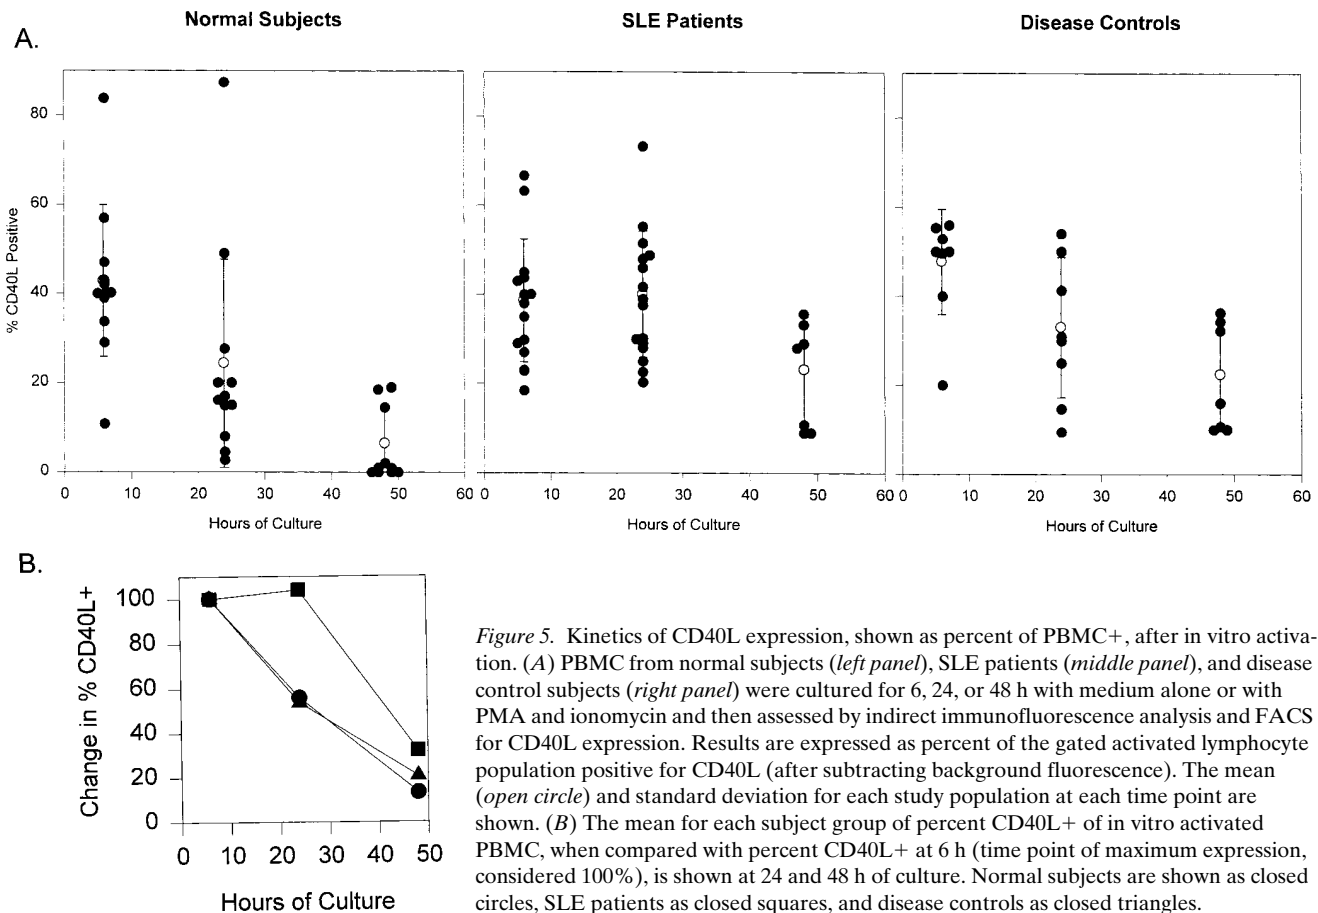 Normal Subjects
SLE Patients
Disease Controls
A.
% CD40L Positive
80
60
40
20
0
0 10 20 30 40 50 60
Hours of Culture
0 10 20 30 40 50 60
Hours of Culture
0 10 20 30 40 50 60
Hours of Culture
B.
Change in % CD40L+
100
80
60
40
20
0
0 10 20 30 40 50
Hours of Culture
Figure 5. Kinetics of CD40L expression, shown as percent of PBMC+, after in vitro activa-
tion. (A) PBMC from normal subjects (left panel), SLE patients (middle panel), and disease
control subjects (right panel) were cultured for 6, 24, or 48 h with medium alone or with
PMA and ionomycin and then assessed by indirect immunofluorescence analysis and FACS
for CD40L expression. Results are expressed as percent of the gated activated lymphocyte
population positive for CD40L (after subtracting background fluorescence). The mean
(open circle) and standard deviation for each study population at each time point are
shown. (B) The mean for each subject group of percent CD40L+ of in vitro activated
PBMC, when compared with percent CD40L+ at 6 h (time point of maximum expression,
considered 100%), is shown at 24 and 48 h of culture. Normal subjects are shown as closed
circles, SLE patients as closed squares, and disease controls as closed triangles.